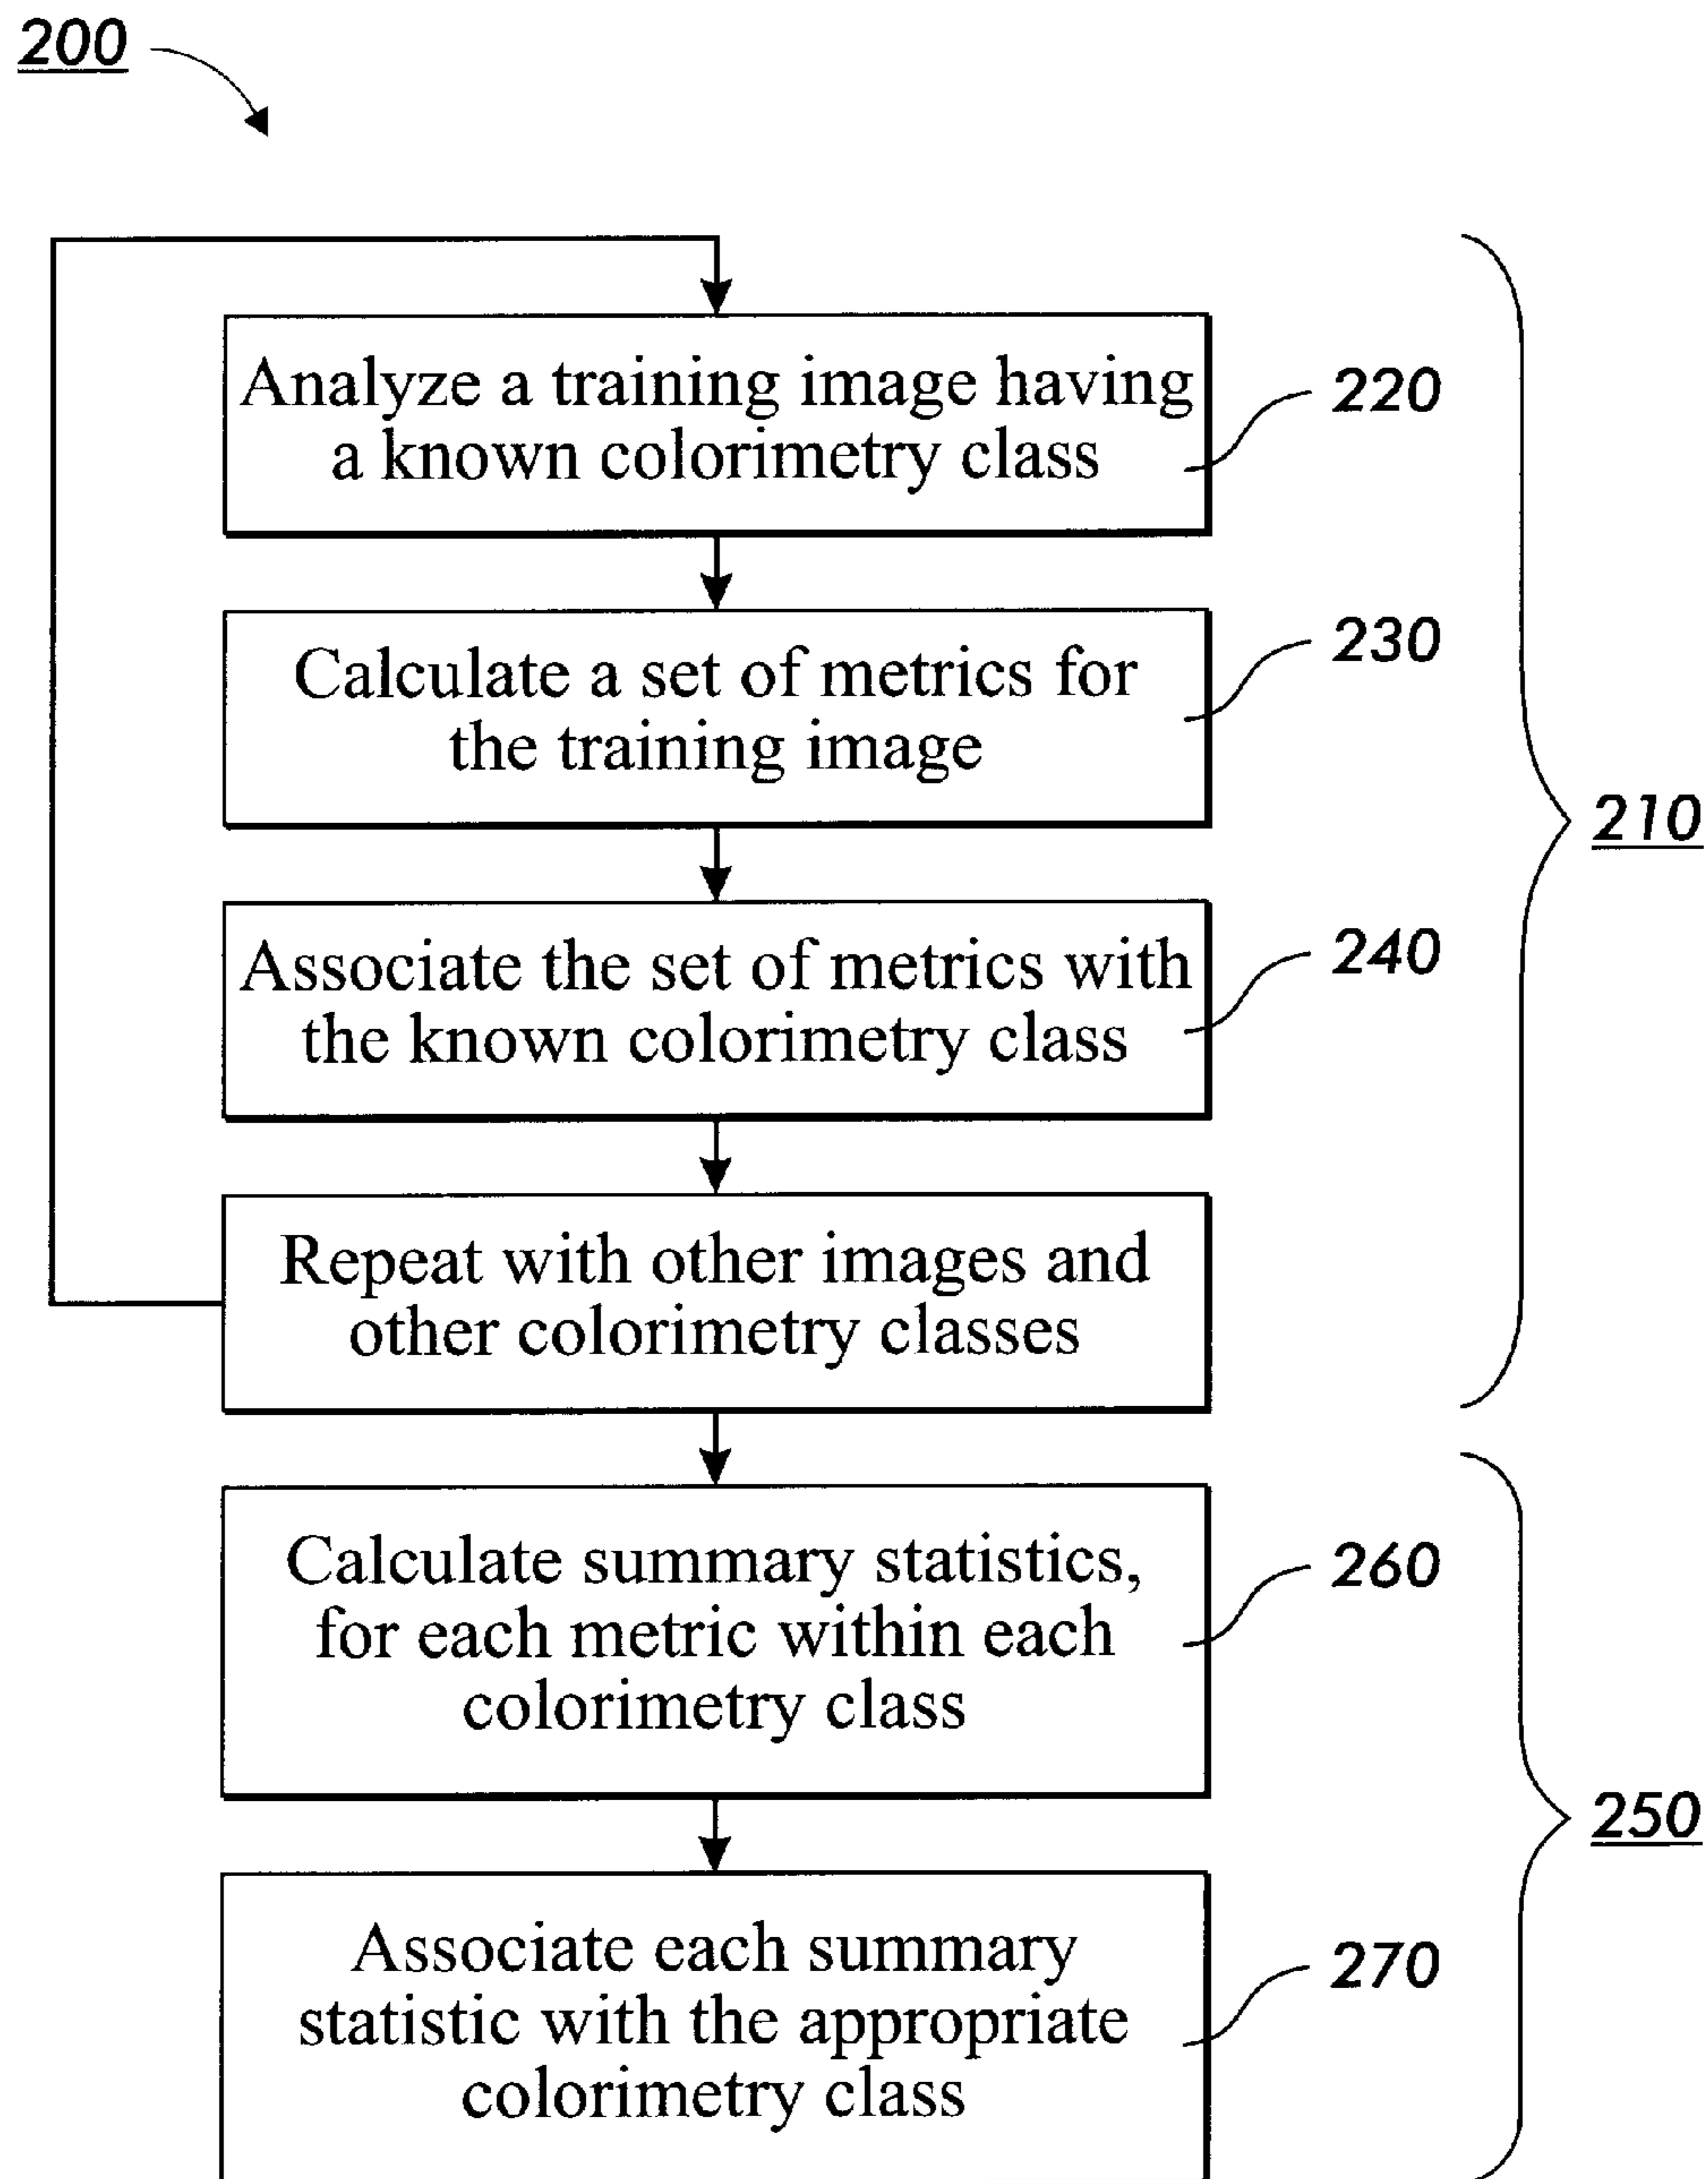 200
Analyze a training image having
a known colorimetry class
220
Calculate a set of metrics for
the training image
230
210
Associate the set of metrics with
the known colorimetry class
240
Repeat with other images and
other colorimetry classes
Calculate summary statistics,
for each metric within each
colorimetry class
260
250
Associate each summary
statistic with the appropriate
colorimetry class
270